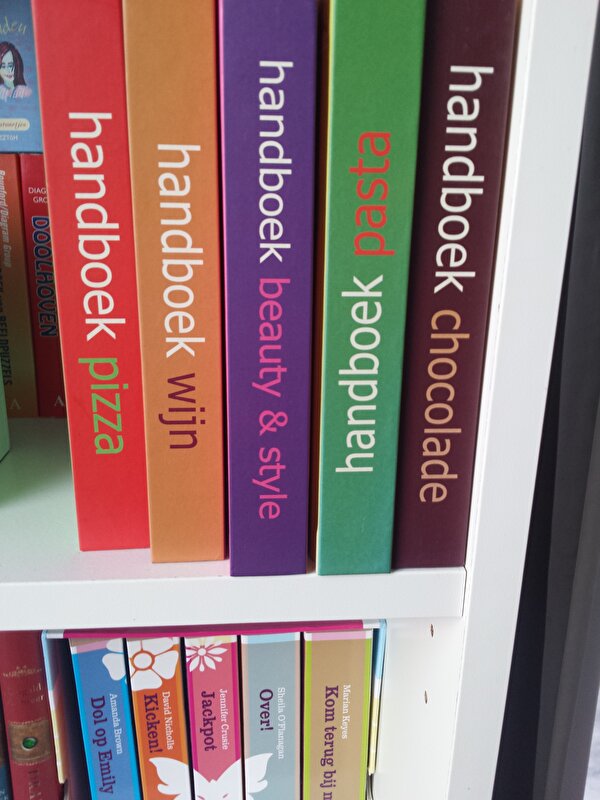 handboek pizza
handboek wijn
handboek beauty & style
handboek pasta
handboek chocolade
DOOLHOVEN
Amanda Brown
Dol op Emily
David Nicholls
Kicken!
Jennifer Crusie
Jackpot
Sheila O'Flanagan
Over!
Marian Keyes
Kom terug bij